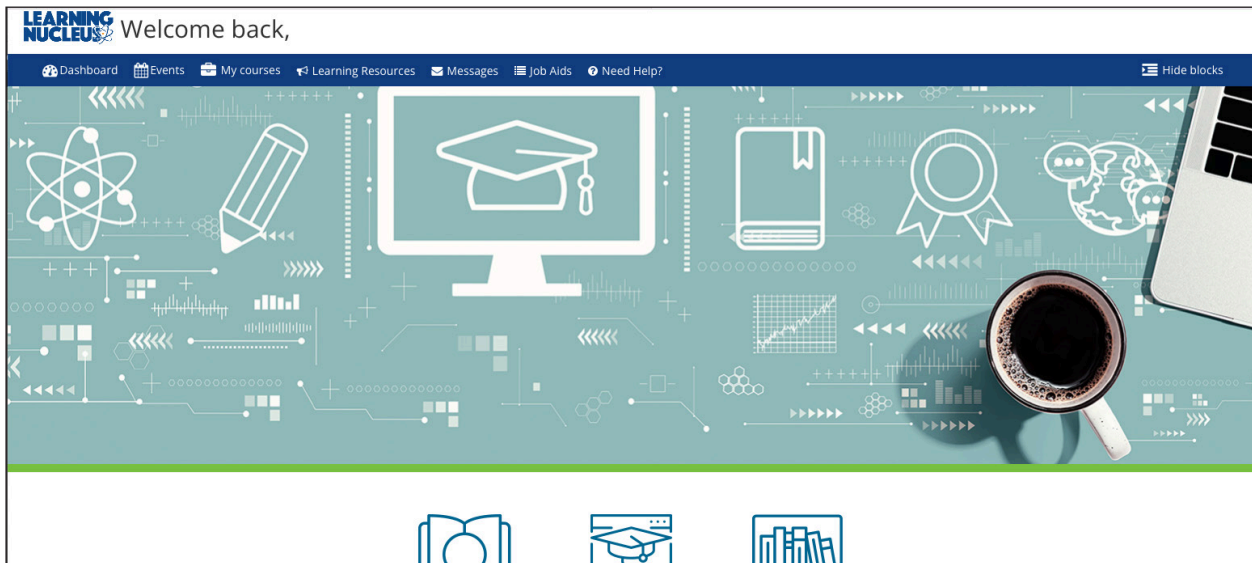 LEARNING
NUCLEUS
Welcome back,
Dashboard Events My courses Learning Resources Messages Job Aids Need Help? Hide blocks